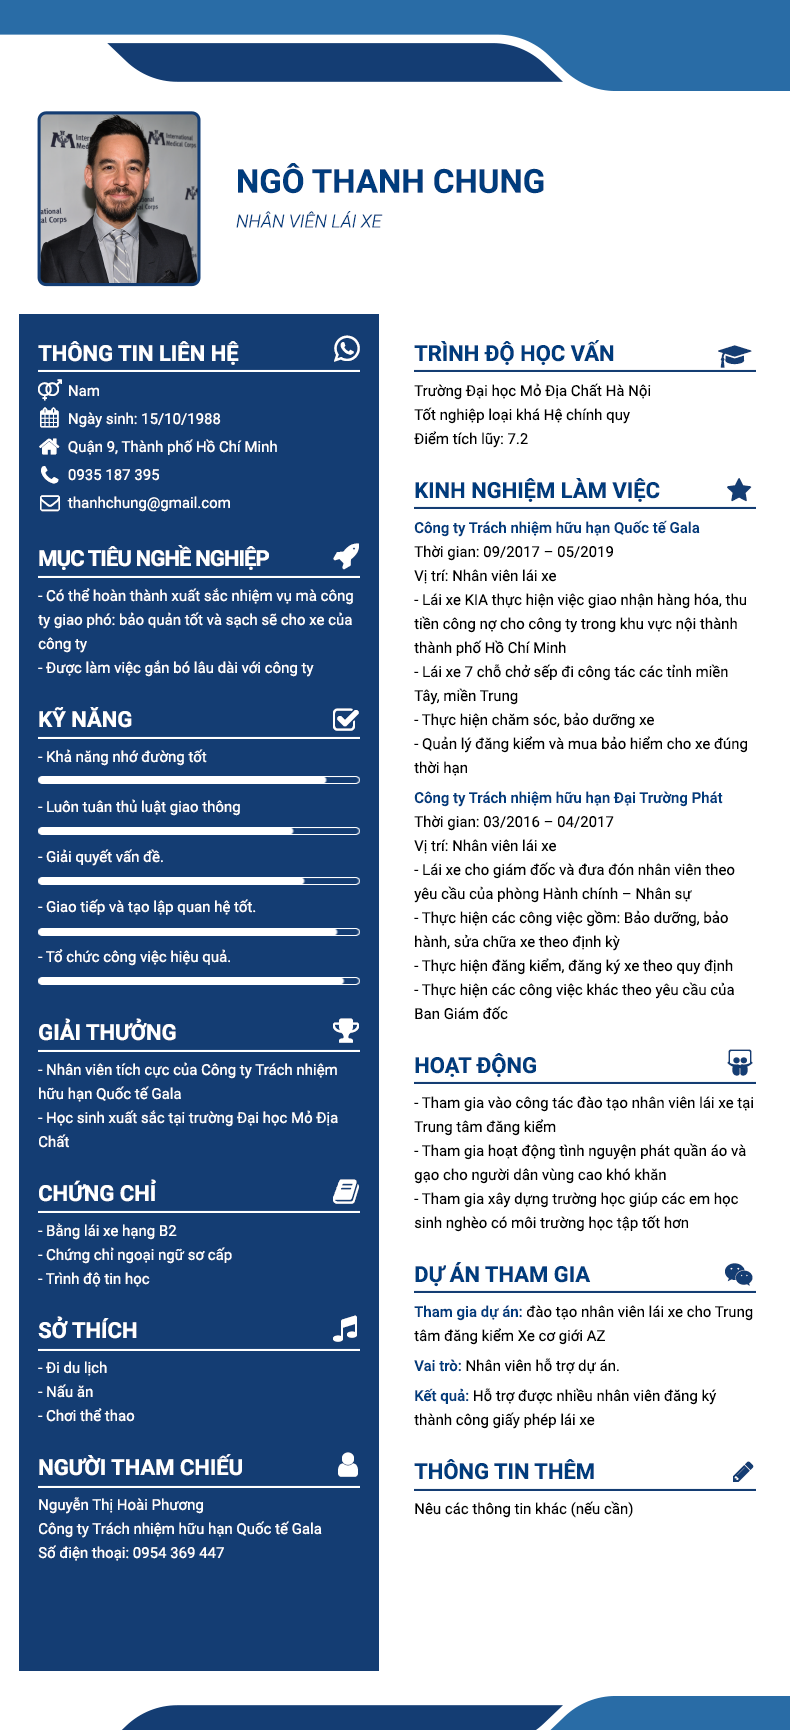 NGÔ THANH CHUNG
NHÂN VIÊN LÁI XE
International
Medical Corps
THÔNG TIN LIÊN HỆ
Nam
Ngày sinh: 15/10/1988
Quận 9, Thành phố Hồ Chí Minh
0935 187 395
thanhchung@gmail.com
MỤC TIÊU NGHỀ NGHIỆP
- Có thể hoàn thành xuất sắc nhiệm vụ mà công
ty giao phó: bảo quản tốt và sạch sẽ cho xe của
công ty
- Được làm việc gắn bó lâu dài với công ty
KỸ NĂNG
- Khả năng nhớ đường tốt
- Luôn tuân thủ luật giao thông
- Giải quyết vấn đề.
- Giao tiếp và tạo lập quan hệ tốt.
- Tổ chức công việc hiệu quả.
GIẢI THƯỞNG
- Nhân viên tích cực của Công ty Trách nhiệm
hữu hạn Quốc tế Gala
- Học sinh xuất sắc tại trường Đại học Mỏ Địa
Chất
CHỨNG CHỈ
- Bằng lái xe hạng B2
- Chứng chỉ ngoại ngữ sơ cấp
- Trình độ tin học
SỞ THÍCH
- Đi du lịch
- Nấu ăn
- Chơi thể thao
NGƯỜI THAM CHIẾU
Nguyễn Thị Hoài Phương
Công ty Trách nhiệm hữu hạn Quốc tế Gala
Số điện thoại: 0954 369 447
TRÌNH ĐỘ HỌC VẤN
Trường Đại học Mỏ Địa Chất Hà Nội
Tốt nghiệp loại khá Hệ chính quy
Điểm tích lũy: 7.2
KINH NGHIỆM LÀM VIỆC
Công ty Trách nhiệm hữu hạn Quốc tế Gala
Thời gian: 09/2017 – 05/2019
Vị trí: Nhân viên lái xe
- Lái xe KIA thực hiện việc giao nhận hàng hóa, thu
tiền công nợ cho công ty trong khu vực nội thành
thành phố Hồ Chí Minh
- Lái xe 7 chỗ chở sếp đi công tác các tỉnh miền
Tây, miền Trung
- Thực hiện chăm sóc, bảo dưỡng xe
- Quản lý đăng kiểm và mua bảo hiểm cho xe đúng
thời hạn
Công ty Trách nhiệm hữu hạn Đại Trường Phát
Thời gian: 03/2016 – 04/2017
Vị trí: Nhân viên lái xe
- Lái xe cho giám đốc và đưa đón nhân viên theo
yêu cầu của phòng Hành chính – Nhân sự
- Thực hiện các công việc gồm: Bảo dưỡng, bảo
hành, sửa chữa xe theo định kỳ
- Thực hiện đăng kiểm, đăng ký xe theo quy định
- Thực hiện các công việc khác theo yêu cầu của
Ban Giám đốc
HOẠT ĐỘNG
- Tham gia vào công tác đào tạo nhân viên lái xe tại
Trung tâm đăng kiểm
- Tham gia hoạt động tình nguyện phát quần áo và
gạo cho người dân vùng cao khó khăn
- Tham gia xây dựng trường học giúp các em học
sinh nghèo có môi trường học tập tốt hơn
DỰ ÁN THAM GIA
Tham gia dự án: đào tạo nhân viên lái xe cho Trung
tâm đăng kiểm Xe cơ giới AZ
Vai trò: Nhân viên hỗ trợ dự án.
Kết quả: Hỗ trợ được nhiều nhân viên đăng ký
thành công giấy phép lái xe
THÔNG TIN THÊM
Nêu các thông tin khác (nếu cần)